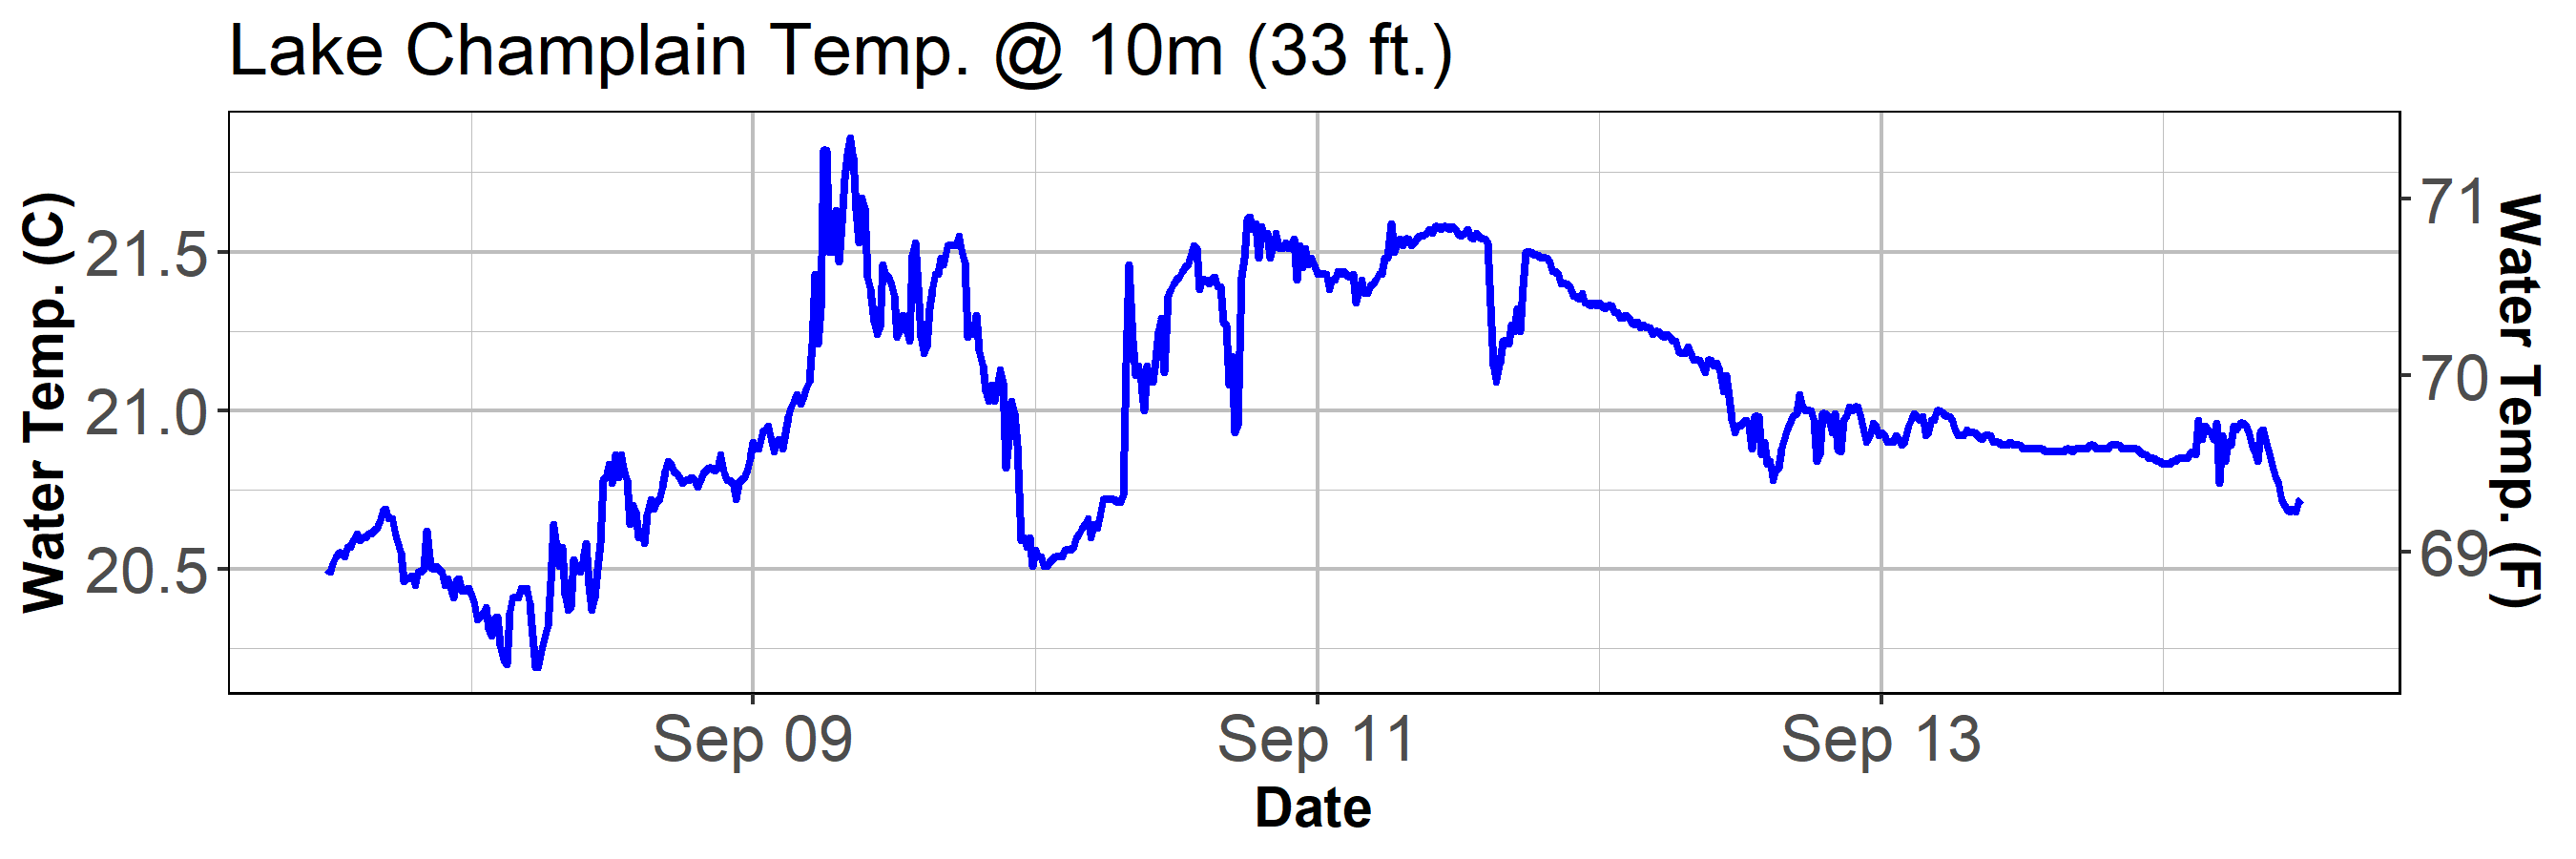 Lake Champlain Temp. @ 10m (33 ft.)
Water Temp. (C)
21.5
21.0
20.5
71
70
69
Water Temp. (F)
Sep 09
Sep 11
Sep 13
Date